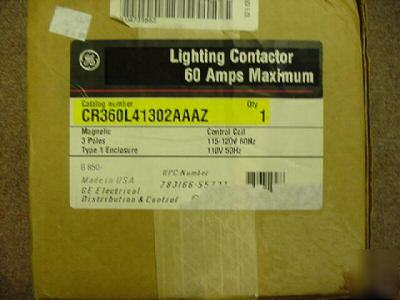 Lighting Contactor
60 Amps Maximum
Catalog number Qty
CR360L41302AAAZ 1
Magnetic Control Coil
3 Poles 115-120V 60Hz
Type 1 Enclosure 110V 50Hz
Made in USA UPC Number
GE Electrical
Distribution & Control